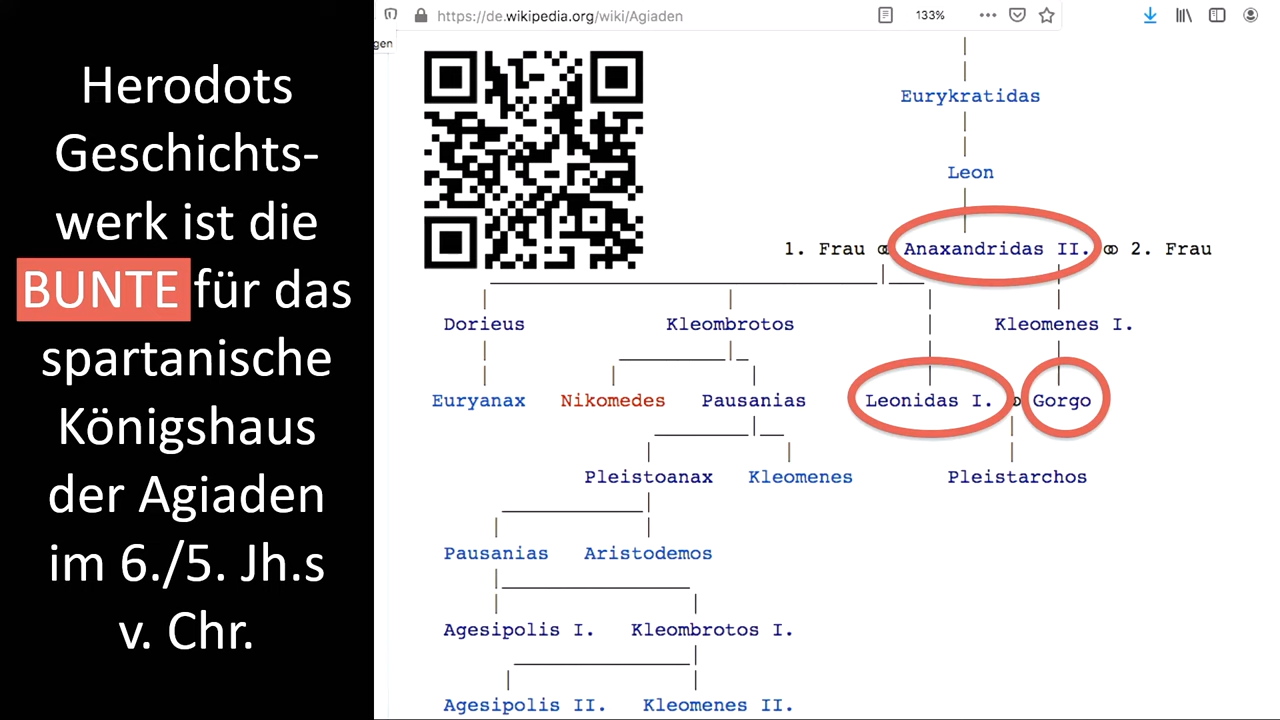 Herodots
Geschichts-
werk ist die
BUNTE für das
spartanische
Königshaus
der Agiaden
im 6./5. Jh.s
v. Chr.
https://de.wikipedia.org/wiki/Agiaden
133%
gen
Eurykratidas
Leon
1. Frau ⚭ Anaxandridas II. ⚭ 2. Frau
Dorieus Kleombrotos Kleomenes I.
Euryanax Nikomedes Pausanias Leonidas I. ⚭ Gorgo
Pleistoanax Kleomenes Pleistarchos
Pausanias Aristodemos
Agesipolis I. Kleombrotos I.
Agesipolis II. Kleomenes II.